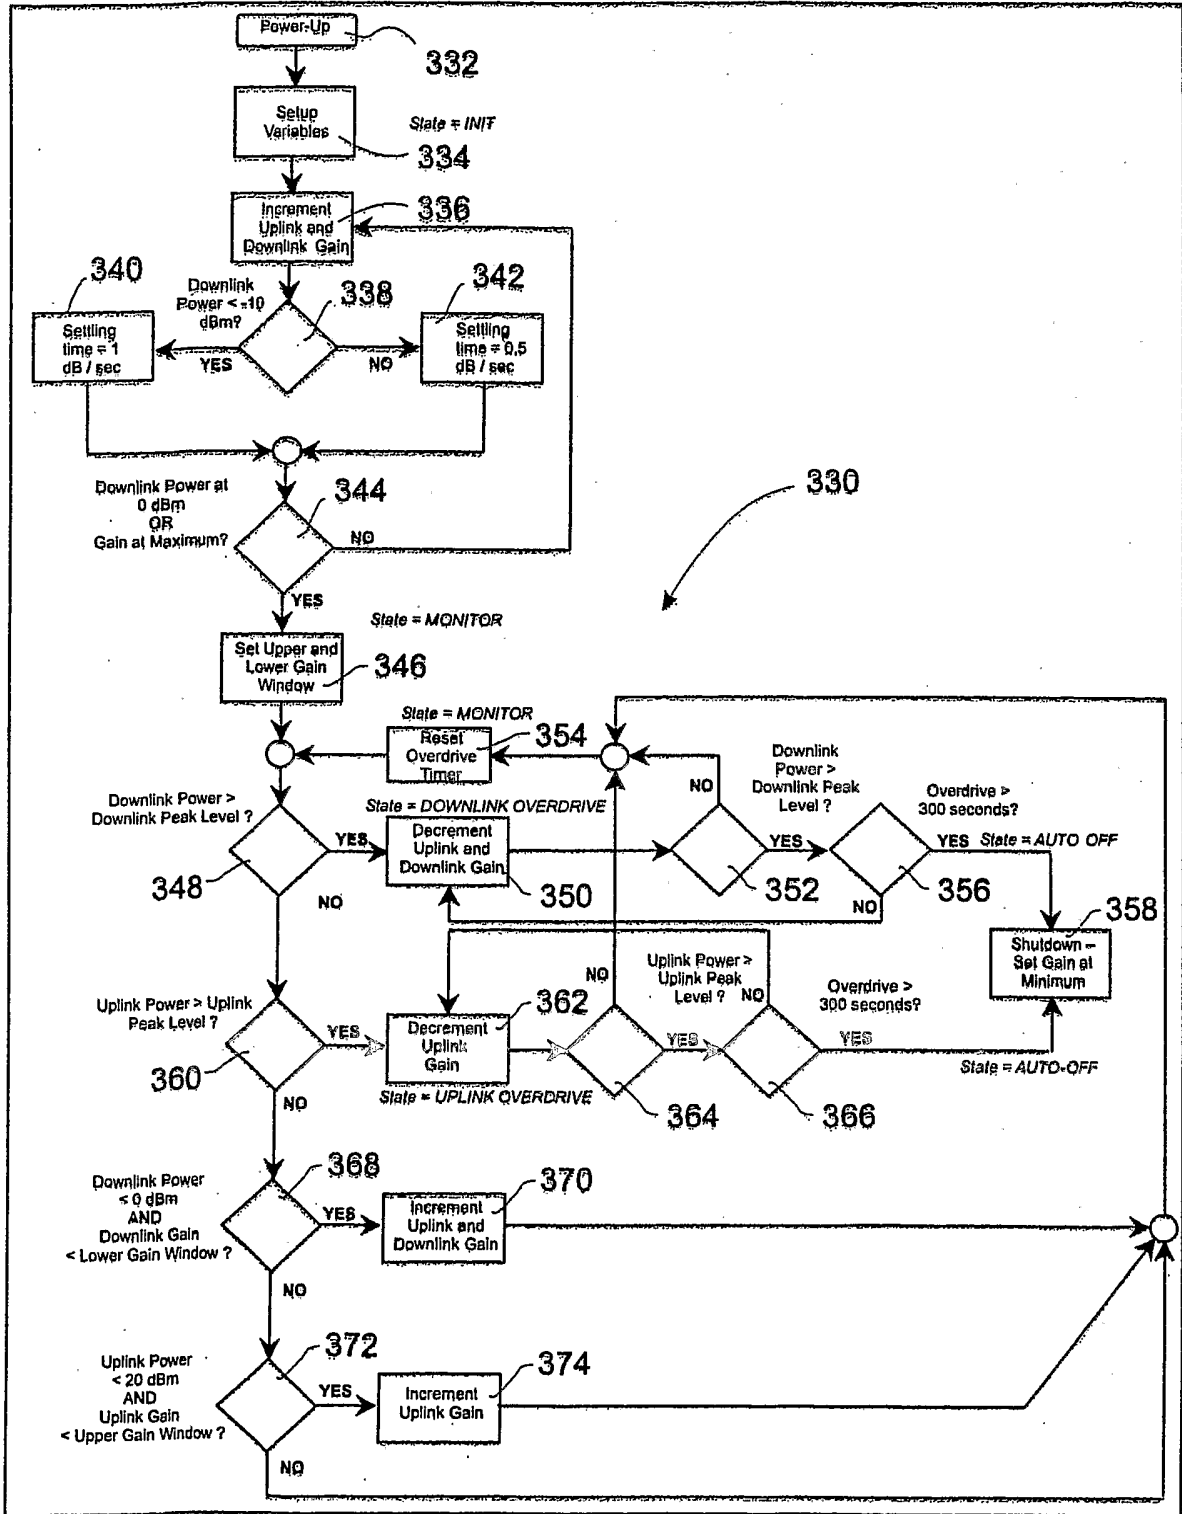 Power-Up
332
Setup
Variables
State = INIT
334
Increment
Uplink and
Downlink Gain
336
340
Downlink
Power < -10
dBm?
338
342
Settling
time = 1
dB / sec
YES
NO
Settling
time = 0.5
dB / sec
Downlink Power at
0 dBm
OR
Gain at Maximum?
344
NO
YES
330
State = MONITOR
Set Upper and
Lower Gain
Window
346
State = MONITOR
Reset
Overdrive
Timer
354
Downlink
Power >
Downlink Peak
Level ?
NO
Overdrive >
300 seconds?
Downlink Power >
Downlink Peak Level ?
State = DOWNLINK OVERDRIVE
YES
Decrement
Uplink and
Downlink Gain
YES
YES
State = AUTO OFF
348
350
352
356
NO
NO
358
Shutdown –
Set Gain at
Minimum
Uplink Power >
Uplink Peak
Level ?
NO
NO
Overdrive >
300 seconds?
Uplink Power > Uplink
Peak Level ?
362
YES
Decrement
Uplink
Gain
YES
YES
State = AUTO-OFF
360
State = UPLINK OVERDRIVE
364
366
NO
Downlink Power
≤ 0 dBm
AND
Downlink Gain
< Lower Gain Window ?
368
YES
370
Increment
Uplink and
Downlink Gain
NO
Uplink Power
< 20 dBm
AND
Uplink Gain
< Upper Gain Window ?
372
YES
374
Increment
Uplink Gain
NO